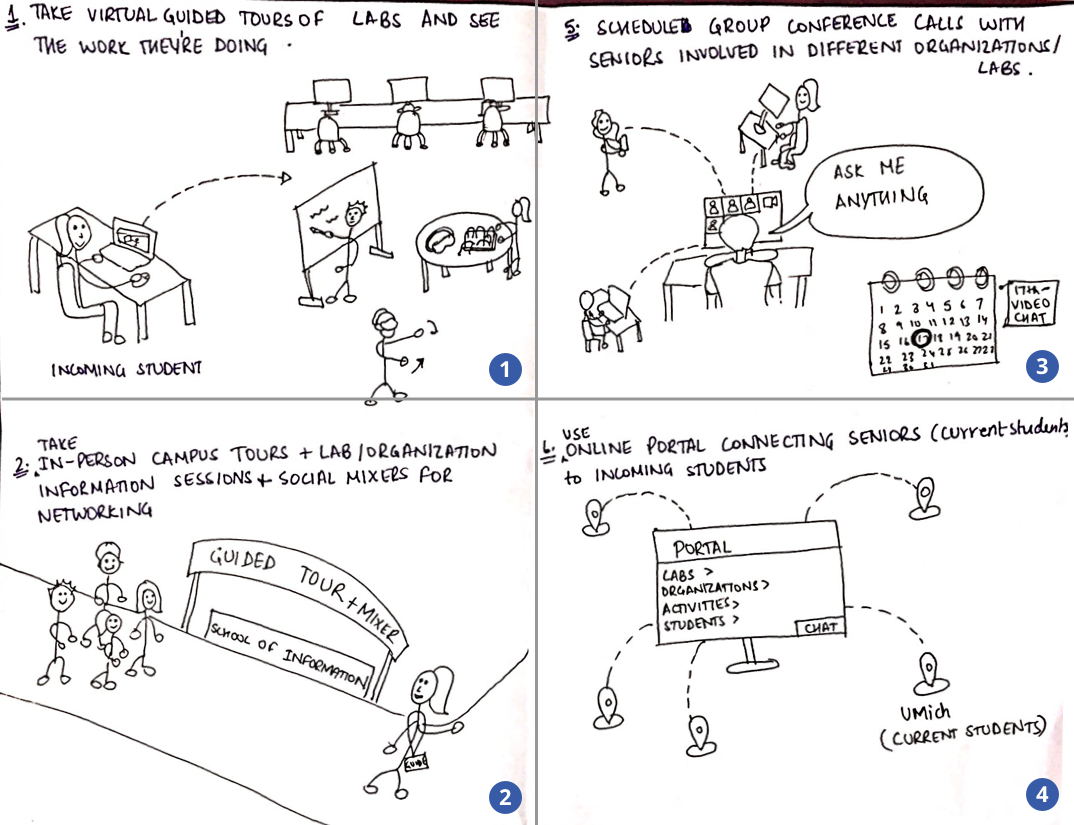 1. TAKE VIRTUAL GUIDED TOURS OF LABS AND SEE
THE WORK THEY'RE DOING .
INCOMING STUDENT
1
2. TAKE
IN-PERSON CAMPUS TOURS + LAB/ORGANIZATION
INFORMATION SESSIONS + SOCIAL MIXERS FOR
NETWORKING
GUIDED TOUR + MIXER
SCHOOL OF INFORMATION
GUIDE
2
5. SCHEDULED GROUP CONFERENCE CALLS WITH
SENIORS INVOLVED IN DIFFERENT ORGANIZATIONS/
LABS.
ASK ME
ANYTHING
1 2 3 4 5 6 7
8 9 10 11 12 13 14
15 16 17 18 19 20 21
22 23 24 25 26 27 28
29 30 31
17TH-
VIDEO
CHAT
3
6. USE
ONLINE PORTAL CONNECTING SENIORS (current students)
to INCOMING STUDENTS
PORTAL
LABS >
ORGANIZATIONS>
ACTIVITIES>
STUDENTS >
CHAT
UMich
(CURRENT STUDENTS)
4